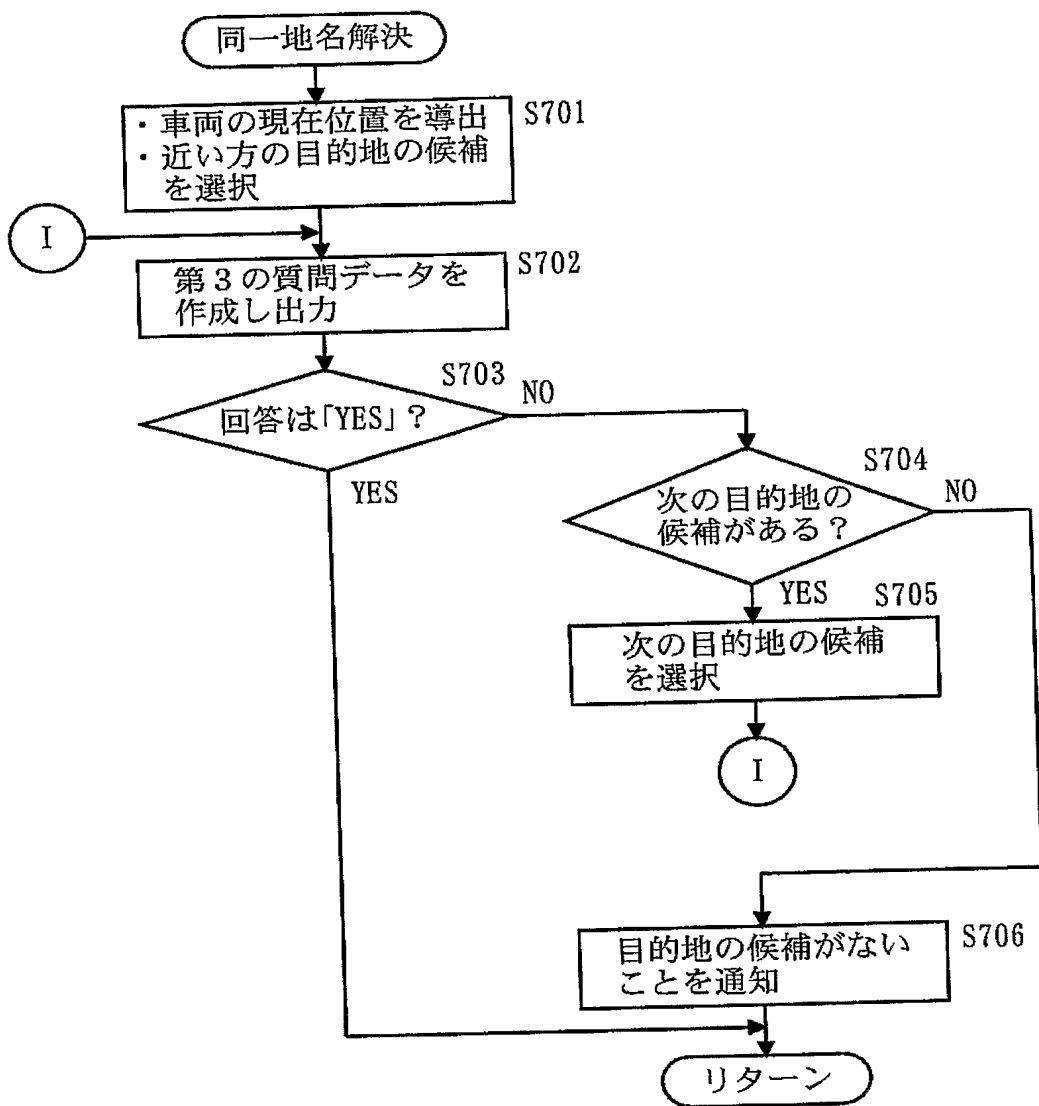 同一地名解決
・車両の現在位置を導出
・近い方の目的地の候補
を選択
S701
I
第３の質問データを
作成し出力
S702
S703
回答は「YES」？
NO
YES
S704
次の目的地の
候補がある？
NO
YES
S705
次の目的地の候補
を選択
I
目的地の候補がない
ことを通知
S706
リターン